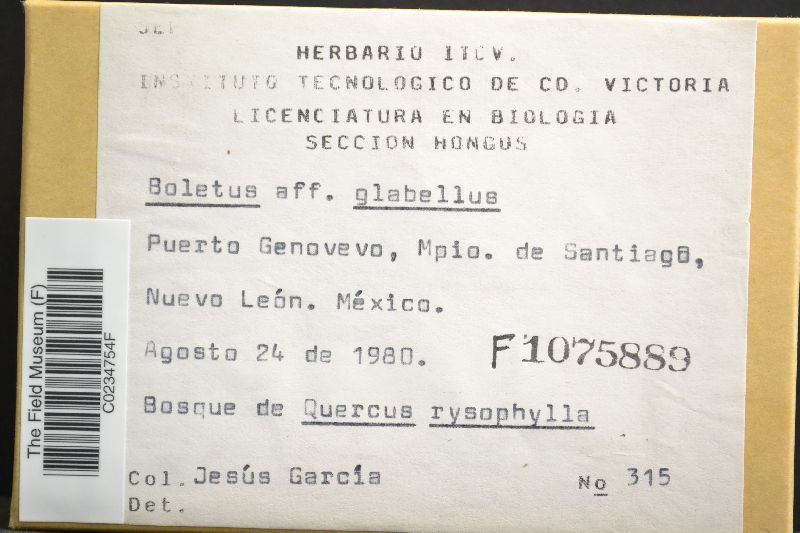 SEP
HERBARIO ITCV.
INSTITUTO TECNOLOGICO DE CD. VICTORIA
LICENCIATURA EN BIOLOGIA
SECCION HONGOS
Boletus aff. glabellus
Puerto Genovevo, Mpio. de Santiago,
Nuevo León. México.
Agosto 24 de 1980.
F1075889
Bosque de Quercus rysophylla
Col. Jesús García
No 315
Det.
The Field Museum (F)
C0234754F